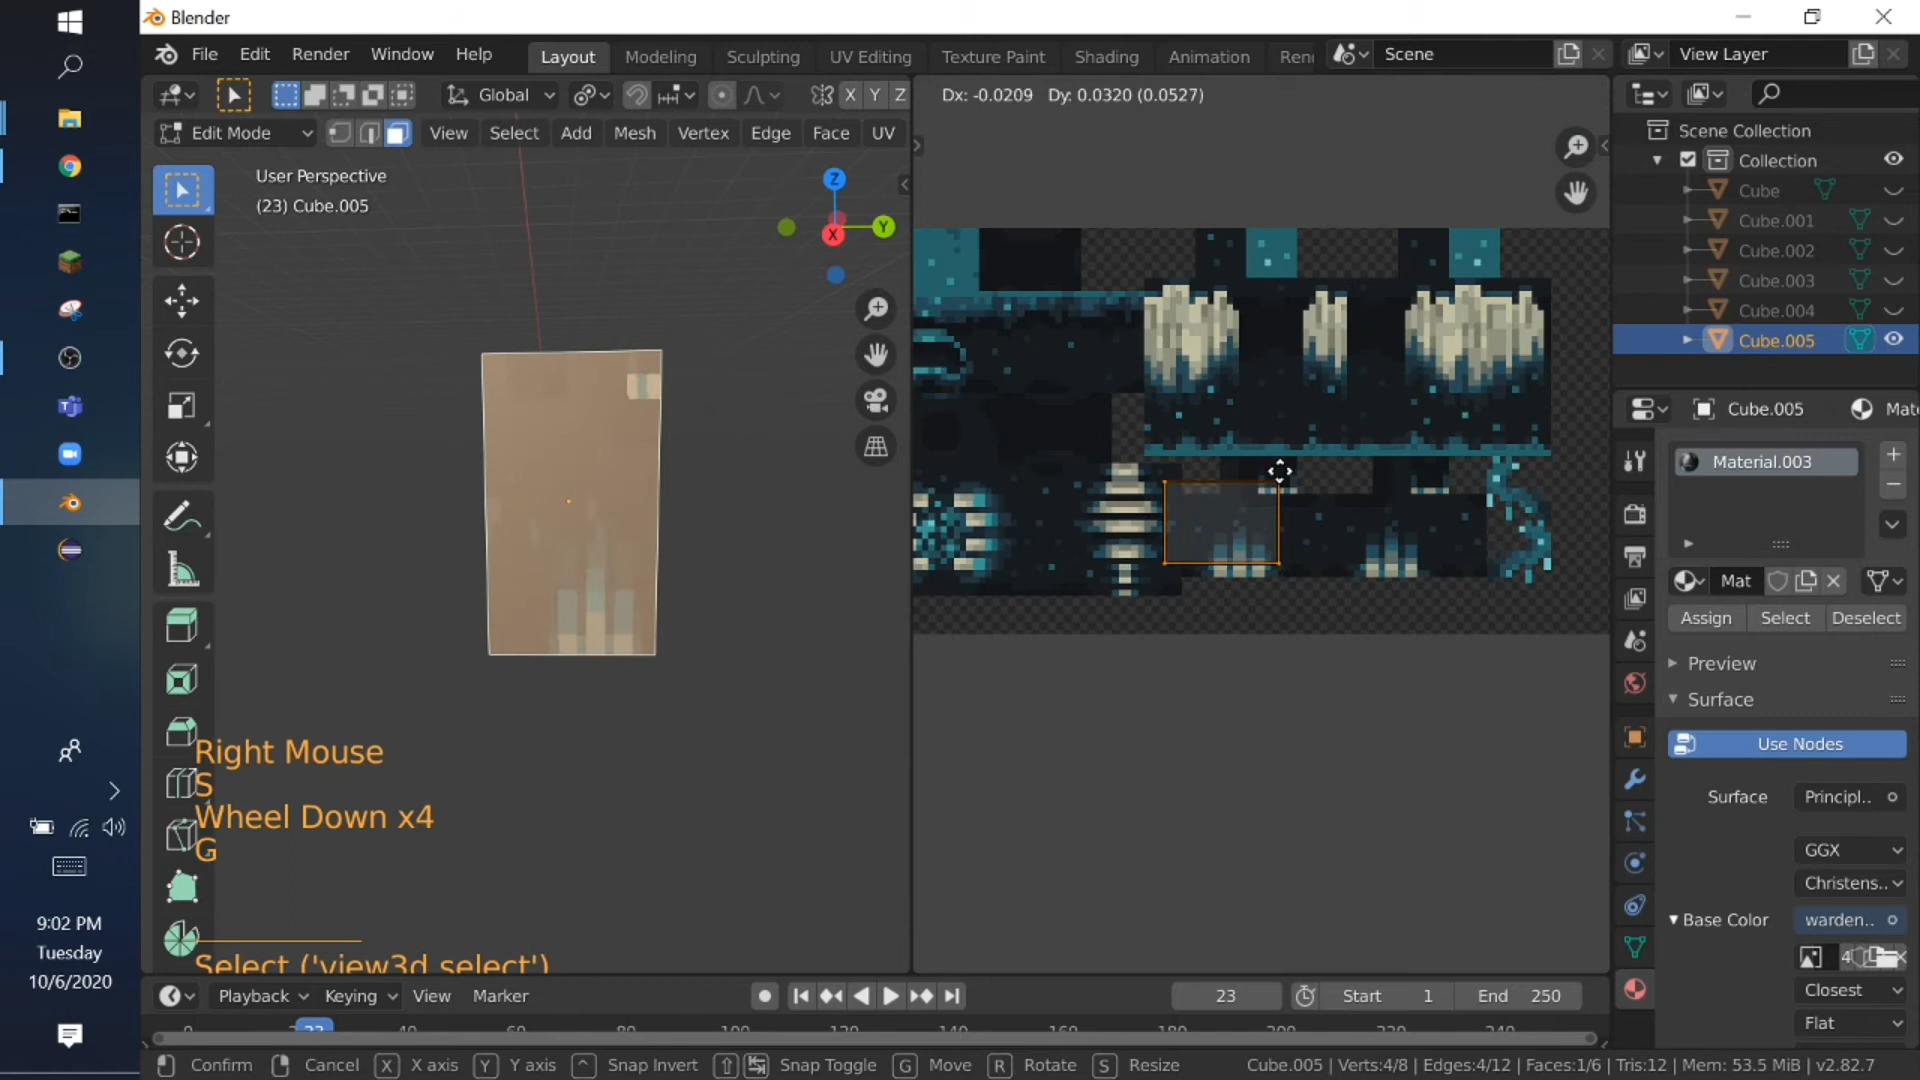 Blender
File Edit Render Window Help Layout Modeling Sculpting UV Editing Texture Paint Shading Animation Scene View Layer
Global X Y Z Dx: -0.0209 Dy: 0.0320 (0.0527)
Edit Mode View Select Add Mesh Vertex Edge Face UV
User Perspective
(23) Cube.005
Z
Y
X
Scene Collection
Collection
Cube
Cube.001
Cube.002
Cube.003
Cube.004
Cube.005
Cube.005 Mat
Material.003
Mat
Assign Select Deselect
Preview
Surface
Use Nodes
Surface Principl..
GGX
Christens..
Base Color warden..
4
Closest
Flat
Right Mouse
S
Wheel Down x4
G
Select ('view3d.select')
9:02 PM
Tuesday
10/6/2020
Playback Keying View Marker 23 Start 1 End 250
Confirm Cancel X X axis Y Y axis ^ Snap Invert Snap Toggle G Move R Rotate S Resize Cube.005 | Verts:4/8 | Edges:4/12 | Faces:1/6 | Tris:12 | Mem: 53.5 MiB | v2.82.7